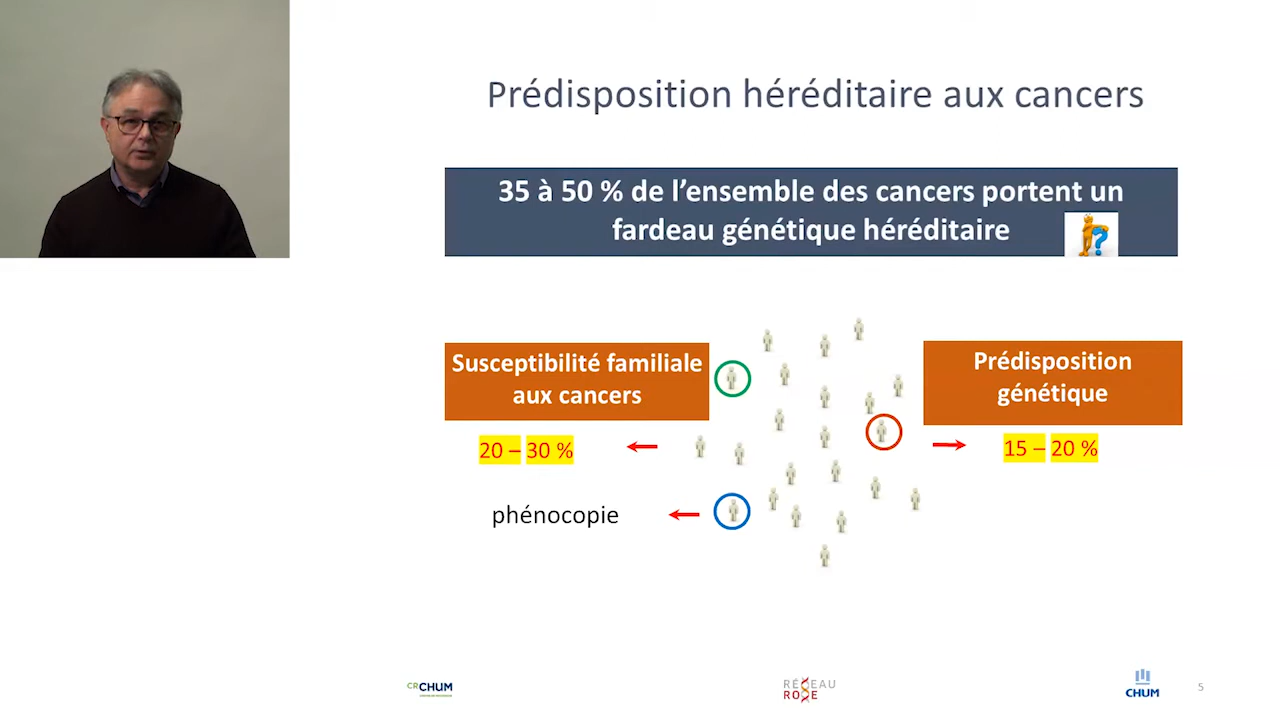 Prédisposition héréditaire aux cancers
35 à 50 % de l’ensemble des cancers portent un
fardeau génétique héréditaire
?
Susceptibilité familiale
aux cancers
20 – 30 %
phénocopie
Prédisposition
génétique
15 – 20 %
CRCHUM
RÉSEAU
ROSE
CHUM
5